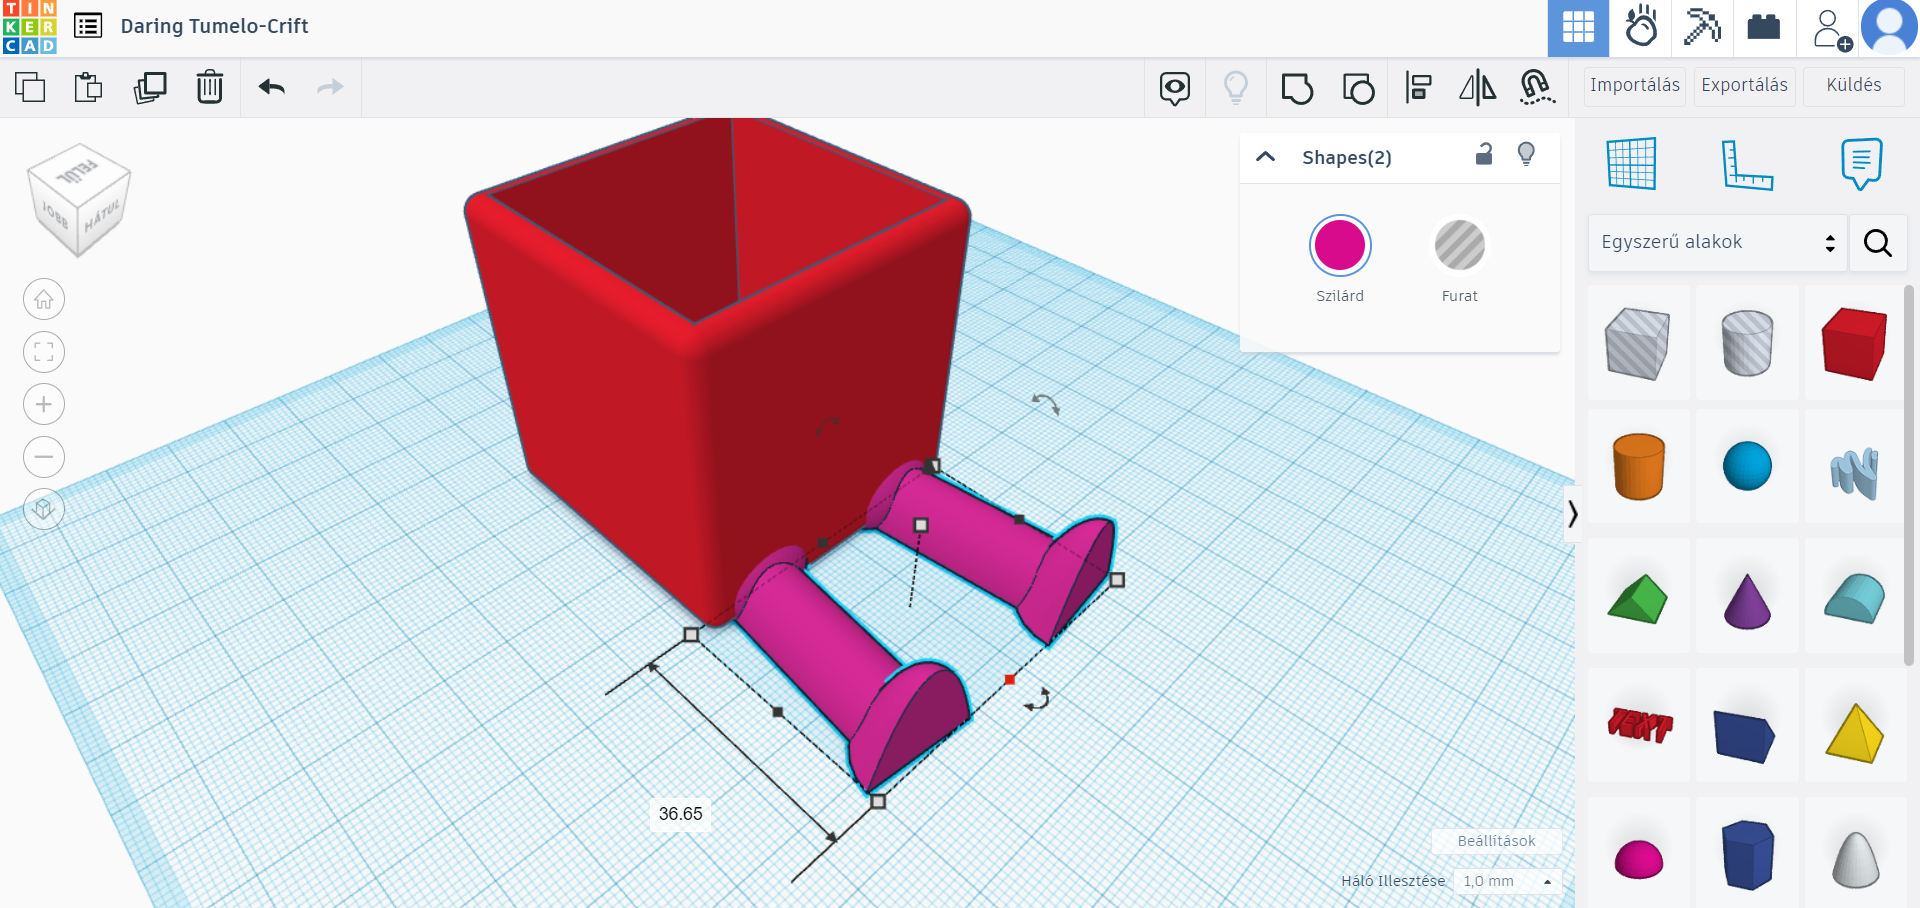 TIN
KER
CAD
Daring Tumelo-Crift
Importálás
Exportálás
Küldés
FELÜL
JOBB
HÁTUL
Shapes(2)
Szilárd
Furat
Egyszerű alakok
TEXT
36.65
Beállítások
Háló Illesztése
1,0 mm